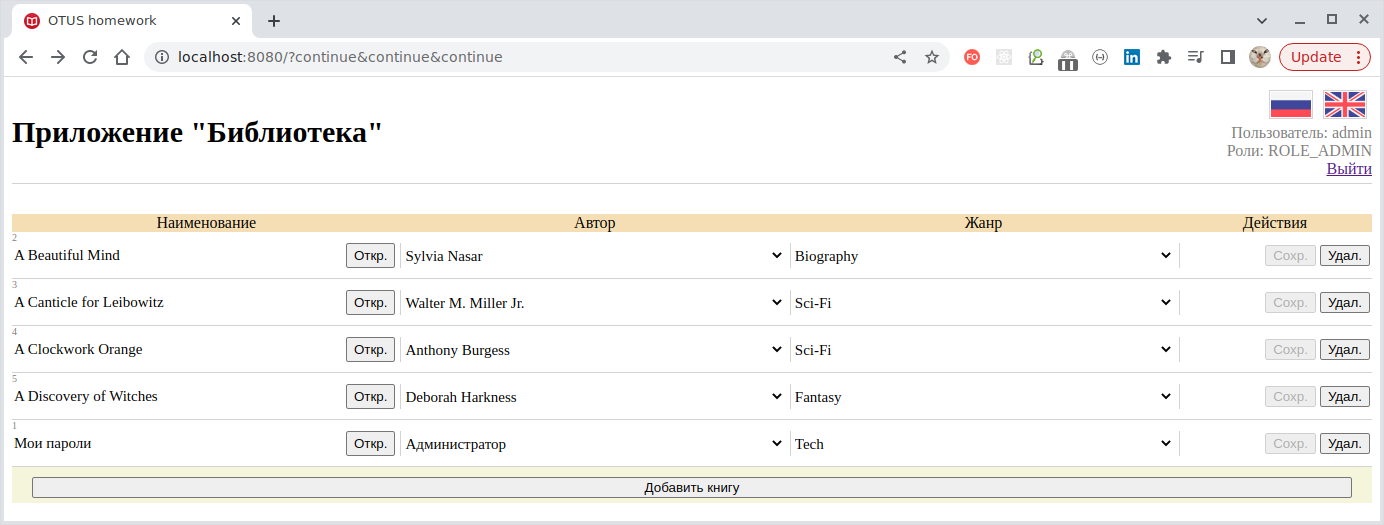 OTUS homework
localhost:8080/?continue&continue&continue
FO
in
Update
Приложение "Библиотека"
Пользователь: admin
Роли: ROLE_ADMIN
Выйти
Наименование Автор Жанр Действия
2
A Beautiful Mind Откр. Sylvia Nasar Biography Сохр. Удал.
3
A Canticle for Leibowitz Откр. Walter M. Miller Jr. Sci-Fi Сохр. Удал.
4
A Clockwork Orange Откр. Anthony Burgess Sci-Fi Сохр. Удал.
5
A Discovery of Witches Откр. Deborah Harkness Fantasy Сохр. Удал.
1
Мои пароли Откр. Администратор Tech Сохр. Удал.
Добавить книгу